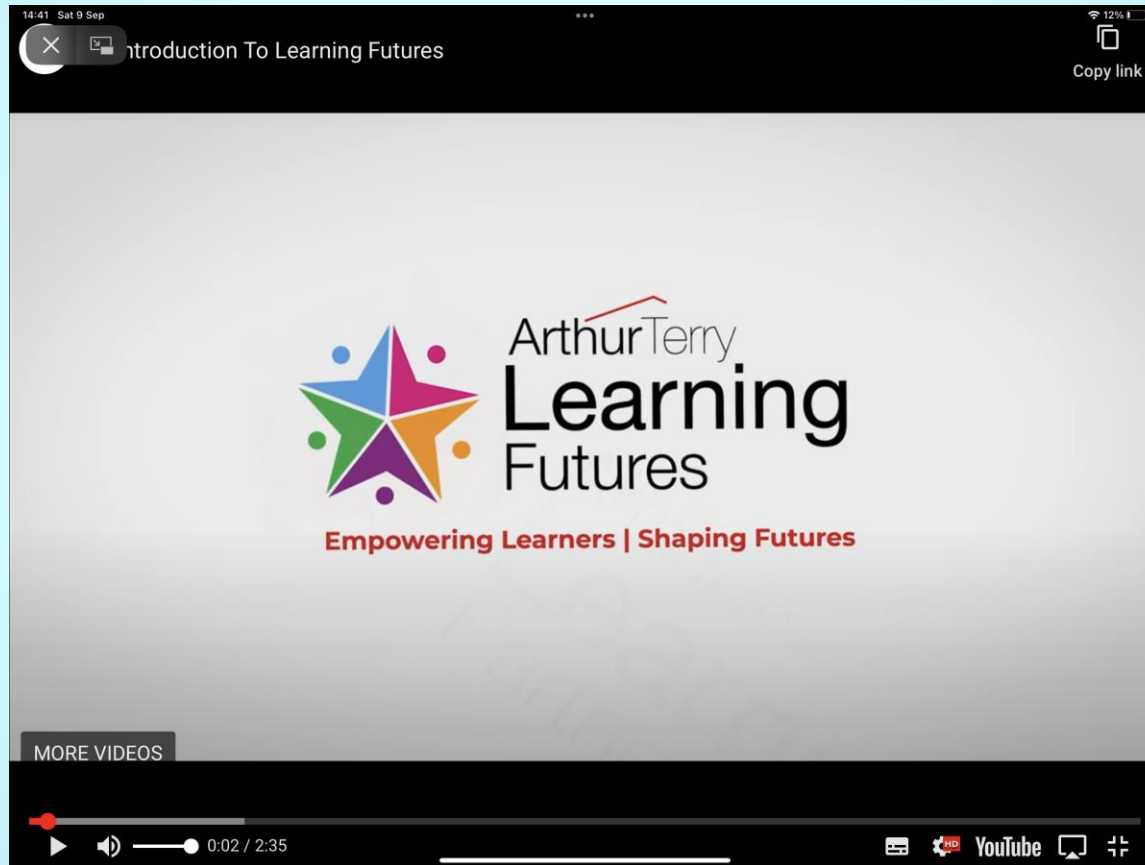 14:41 Sat 9 Sep
12%
ntroduction To Learning Futures
Copy link
ArthurTerry
Learning
Futures
Empowering Learners | Shaping Futures
MORE VIDEOS
0:02 / 2:35
HD
YouTube